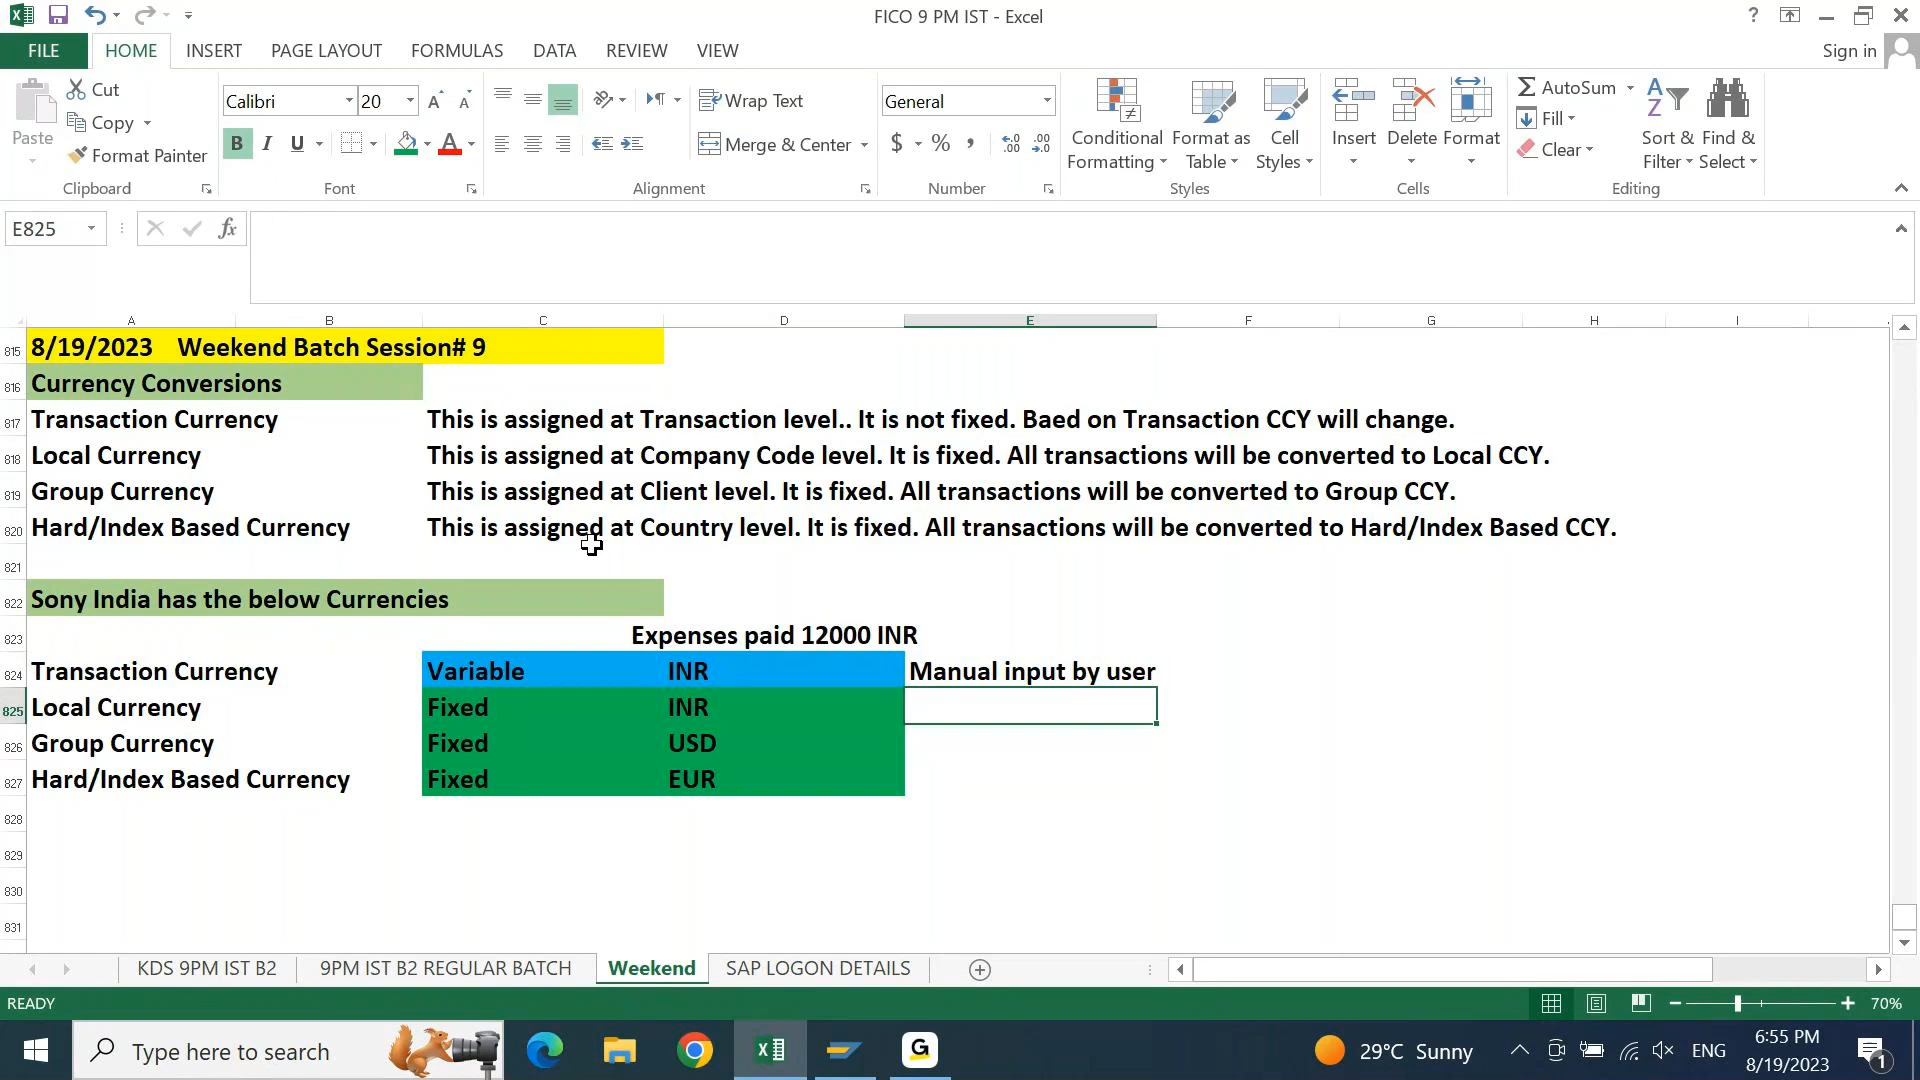 FICO 9 PM IST - Excel
?
FILE HOME INSERT PAGE LAYOUT FORMULAS DATA REVIEW VIEW Sign in
Paste
Cut
Copy
Format Painter
Clipboard
Calibri 20
B I U
Font
Wrap Text
Merge & Center
Alignment
General
$ % ,
Number
Conditional Formatting
Format as Table
Cell Styles
Styles
Insert Delete Format
Cells
AutoSum
Fill
Clear
Sort & Filter
Find & Select
Editing
E825 fx
A B C D E F G H I
815 8/19/2023 Weekend Batch Session# 9
816 Currency Conversions
817 Transaction Currency This is assigned at Transaction level.. It is not fixed. Baed on Transaction CCY will change.
818 Local Currency This is assigned at Company Code level. It is fixed. All transactions will be converted to Local CCY.
819 Group Currency This is assigned at Client level. It is fixed. All transactions will be converted to Group CCY.
820 Hard/Index Based Currency This is assigned at Country level. It is fixed. All transactions will be converted to Hard/Index Based CCY.
821
822 Sony India has the below Currencies
823 Expenses paid 12000 INR
824 Transaction Currency Variable INR Manual input by user
825 Local Currency Fixed INR
826 Group Currency Fixed USD
827 Hard/Index Based Currency Fixed EUR
828
829
830
831
KDS 9PM IST B2 9PM IST B2 REGULAR BATCH Weekend SAP LOGON DETAILS
READY 70%
Type here to search 29°C Sunny ENG 6:55 PM
8/19/2023
1